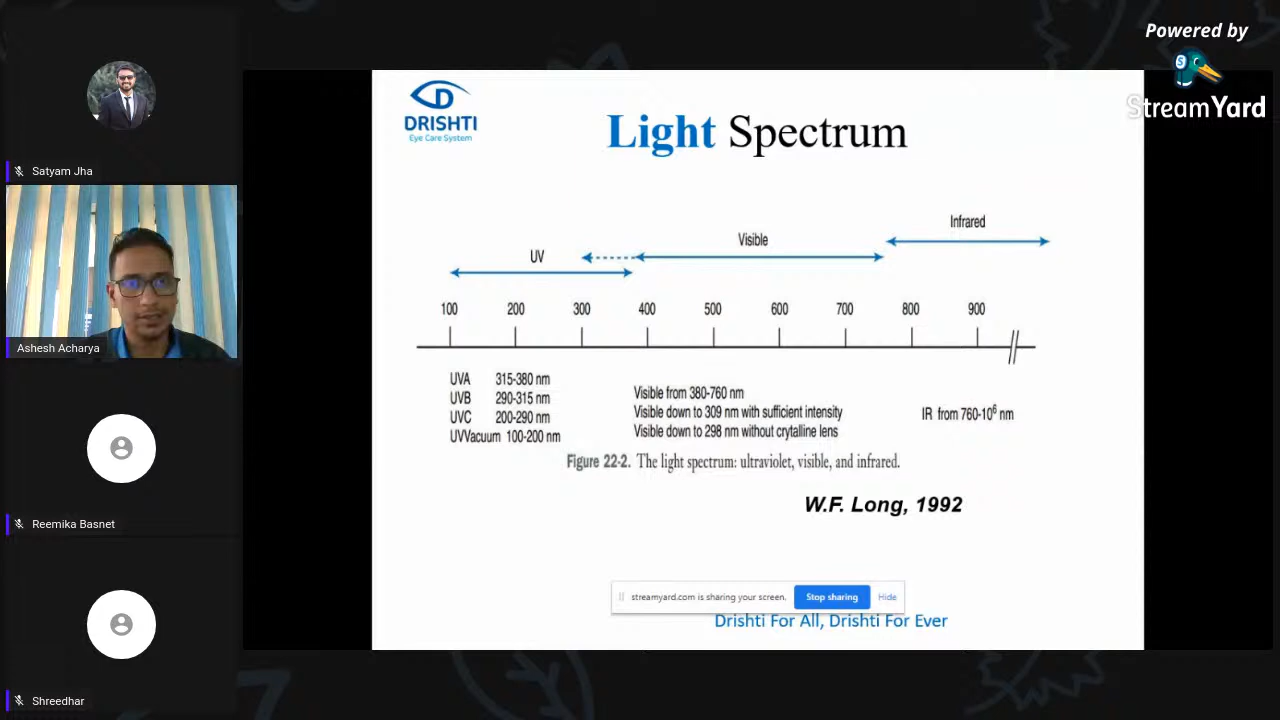 Powered by
StreamYard
Satyam Jha
Ashesh Acharya
Reemika Basnet
Shreedhar
DRISHTI
Eye Care System
Light Spectrum
Infrared
Visible
UV
100 200 300 400 500 600 700 800 900
UVA 315-380 nm
UVB 290-315 nm
UVC 200-290 nm
UVVacuum 100-200 nm
Visible from 380-760 nm
Visible down to 309 nm with sufficient intensity
Visible down to 298 nm without crytalline lens
IR from 760-10⁶ nm
Figure 22-2. The light spectrum: ultraviolet, visible, and infrared.
W.F. Long, 1992
streamyard.com is sharing your screen. Stop sharing Hide
Drishti For All, Drishti For Ever